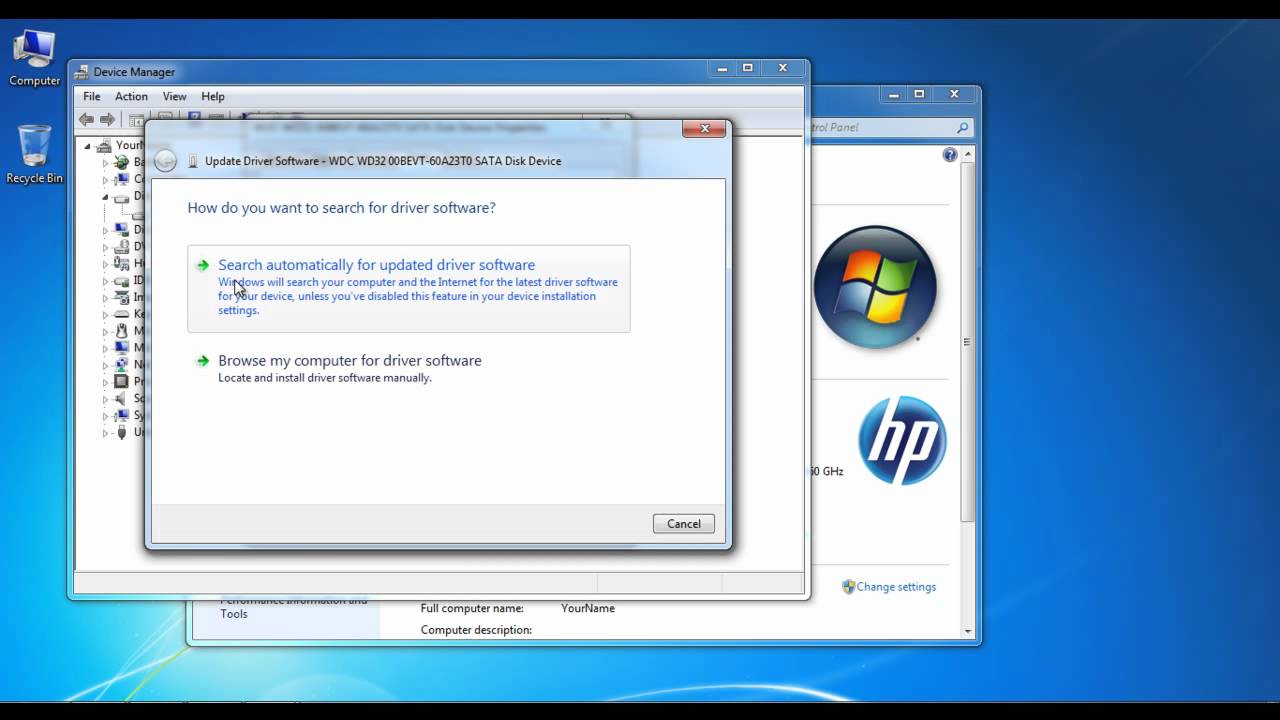 Computer
Recycle Bin
Device Manager
File Action View Help
Update Driver Software - WDC WD32 00BEVT-60A23T0 SATA Disk Device
How do you want to search for driver software?
Search automatically for updated driver software
Windows will search your computer and the Internet for the latest driver software
for your device, unless you've disabled this feature in your device installation
settings.
Browse my computer for driver software
Locate and install driver software manually.
Cancel
Control Panel
hp
GHz
Change settings
Performance Information and
Tools
Full computer name: YourName
Computer description: